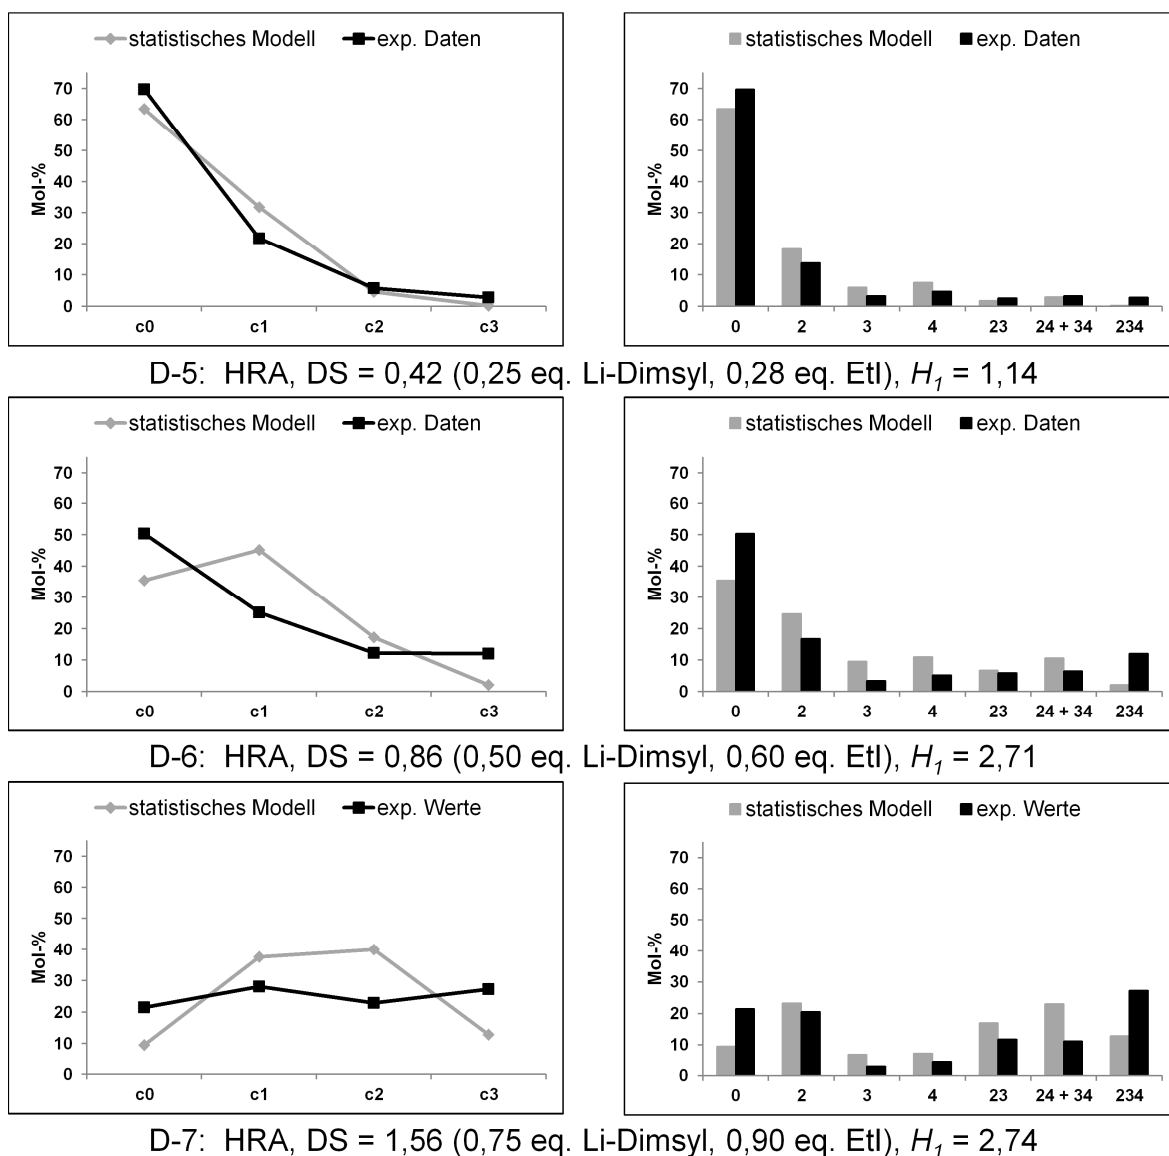 statistisches Modell exp. Daten
Mol-%
70
60
50
40
30
20
10
0
c0 c1 c2 c3
statistisches Modell exp. Daten
Mol-%
70
60
50
40
30
20
10
0
0 2 3 4 23 24 + 34 234
D-5: HRA, DS = 0,42 (0,25 eq. Li-Dimsyl, 0,28 eq. EtI), H1 = 1,14
statistisches Modell exp. Daten
Mol-%
70
60
50
40
30
20
10
0
c0 c1 c2 c3
statistisches Modell exp. Daten
Mol-%
70
60
50
40
30
20
10
0
0 2 3 4 23 24 + 34 234
D-6: HRA, DS = 0,86 (0,50 eq. Li-Dimsyl, 0,60 eq. EtI), H1 = 2,71
statistisches Modell exp. Werte
Mol-%
70
60
50
40
30
20
10
0
c0 c1 c2 c3
statistisches Modell exp. Werte
Mol-%
70
60
50
40
30
20
10
0
0 2 3 4 23 24 + 34 234
D-7: HRA, DS = 1,56 (0,75 eq. Li-Dimsyl, 0,90 eq. EtI), H1 = 2,74